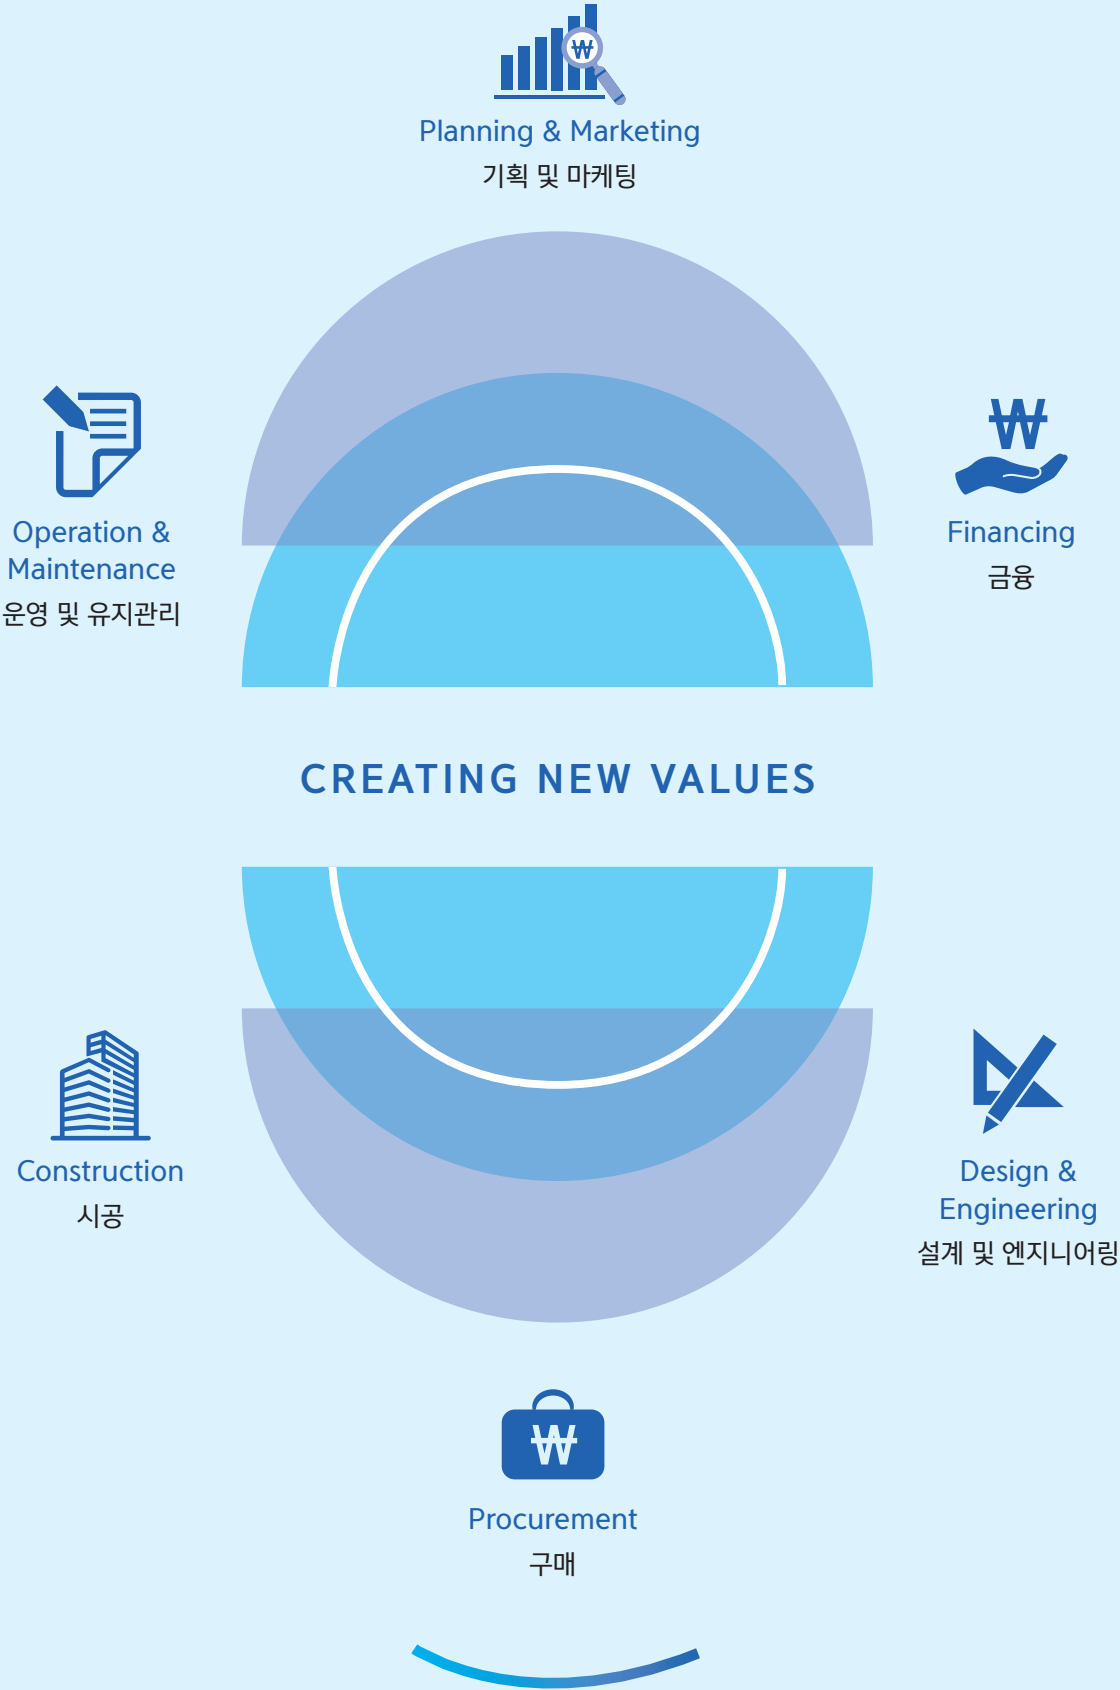 ₩
Planning & Marketing
기획 및 마케팅
₩
Financing
금융
Operation &
Maintenance
운영 및 유지관리
CREATING NEW VALUES
Construction
시공
Design &
Engineering
설계 및 엔지니어링
₩
Procurement
구매